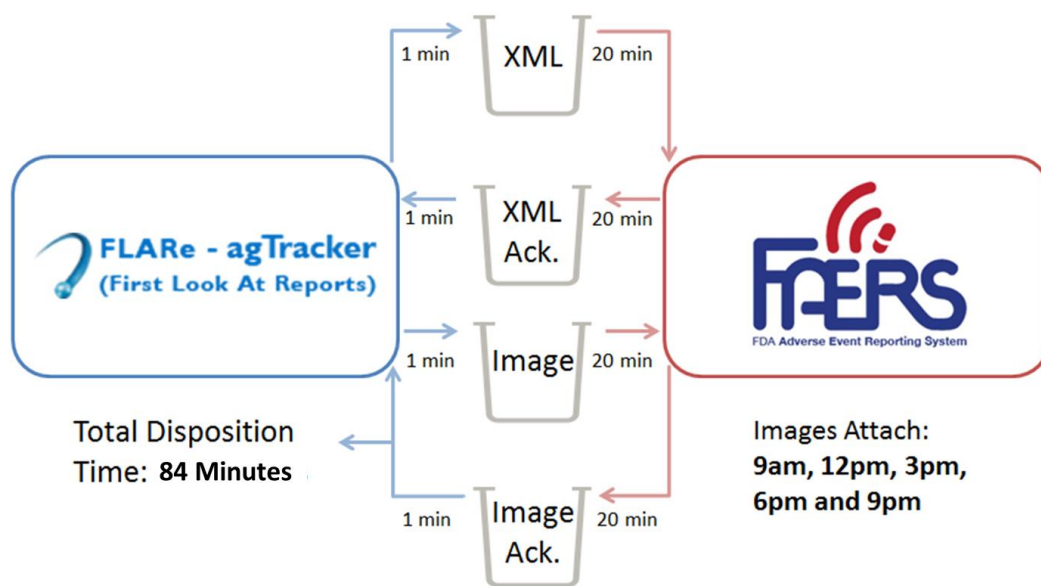 1 min
XML
20 min
1 min
XML
Ack.
20 min
FLARe - agTracker
(First Look At Reports)
FAERS
FDA Adverse Event Reporting System
1 min
Image
20 min
Total Disposition
Time: 84 Minutes
Images Attach:
9am, 12pm, 3pm,
6pm and 9pm
1 min
Image
Ack.
20 min